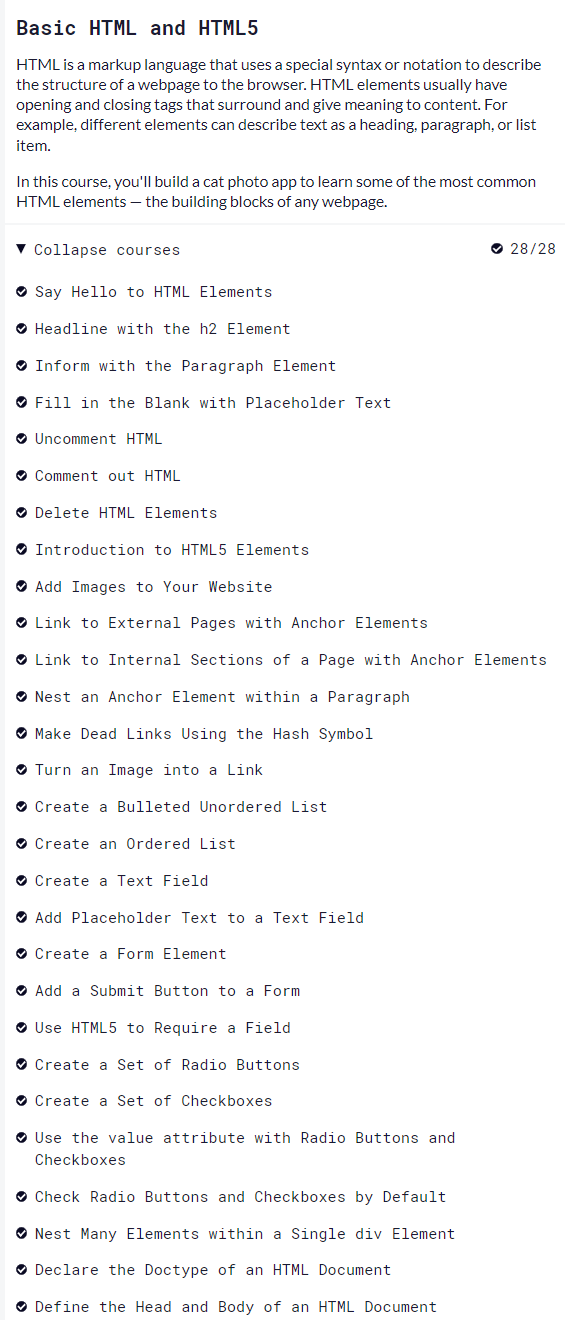 Basic HTML and HTML5
HTML is a markup language that uses a special syntax or notation to describe
the structure of a webpage to the browser. HTML elements usually have
opening and closing tags that surround and give meaning to content. For
example, different elements can describe text as a heading, paragraph, or list
item.
In this course, you'll build a cat photo app to learn some of the most common
HTML elements — the building blocks of any webpage.
Collapse courses 28/28
Say Hello to HTML Elements
Headline with the h2 Element
Inform with the Paragraph Element
Fill in the Blank with Placeholder Text
Uncomment HTML
Comment out HTML
Delete HTML Elements
Introduction to HTML5 Elements
Add Images to Your Website
Link to External Pages with Anchor Elements
Link to Internal Sections of a Page with Anchor Elements
Nest an Anchor Element within a Paragraph
Make Dead Links Using the Hash Symbol
Turn an Image into a Link
Create a Bulleted Unordered List
Create an Ordered List
Create a Text Field
Add Placeholder Text to a Text Field
Create a Form Element
Add a Submit Button to a Form
Use HTML5 to Require a Field
Create a Set of Radio Buttons
Create a Set of Checkboxes
Use the value attribute with Radio Buttons and
Checkboxes
Check Radio Buttons and Checkboxes by Default
Nest Many Elements within a Single div Element
Declare the Doctype of an HTML Document
Define the Head and Body of an HTML Document